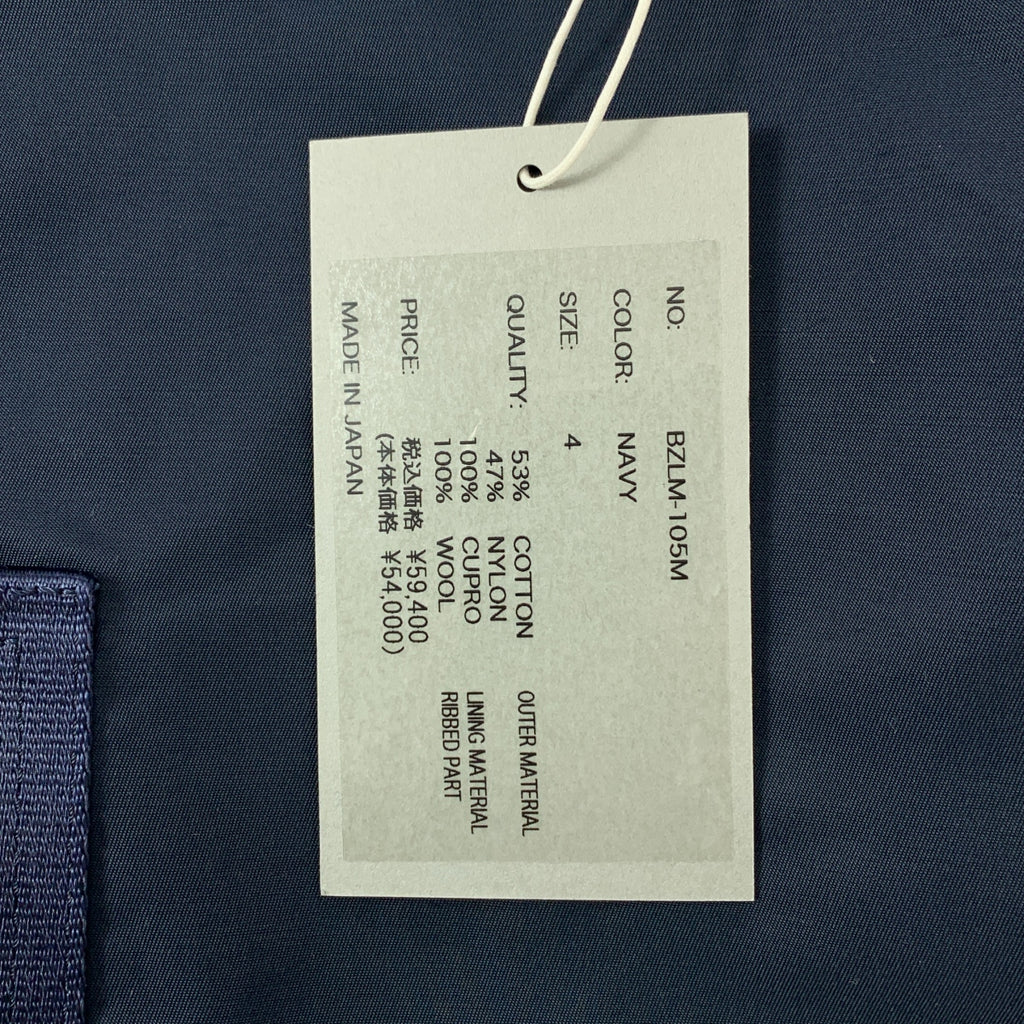 NO: BZLM-105M
COLOR: NAVY
SIZE: 4
QUALITY: 53% COTTON OUTER MATERIAL
47% NYLON
100% CUPRO LINING MATERIAL
100% WOOL RIBBED PART
PRICE: 税込価格 ¥59,400
(本体価格 ¥54,000)
MADE IN JAPAN